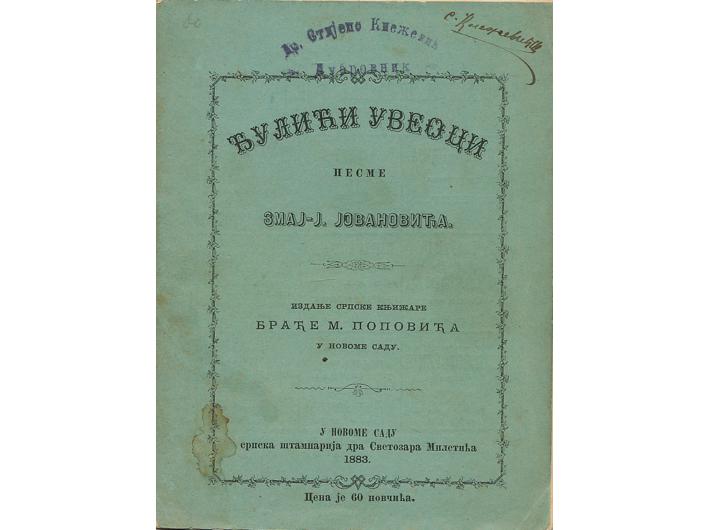 Др. Стијепо Кнежевић
Дубровник
ЂУЛИЋИ УВЕОЦИ
ПЕСМЕ
ЗМАЈ-Ј. ЈОВАНОВИЋА.
ИЗДАЊЕ СРПСКЕ КЊИЖАРЕ
БРАЋЕ М. ПОПОВИЋА
У НОВОМЕ САДУ.
У НОВОМЕ САДУ
српска штампарија дра Светозара Милетића
1883.
Цена је 60 новчића.